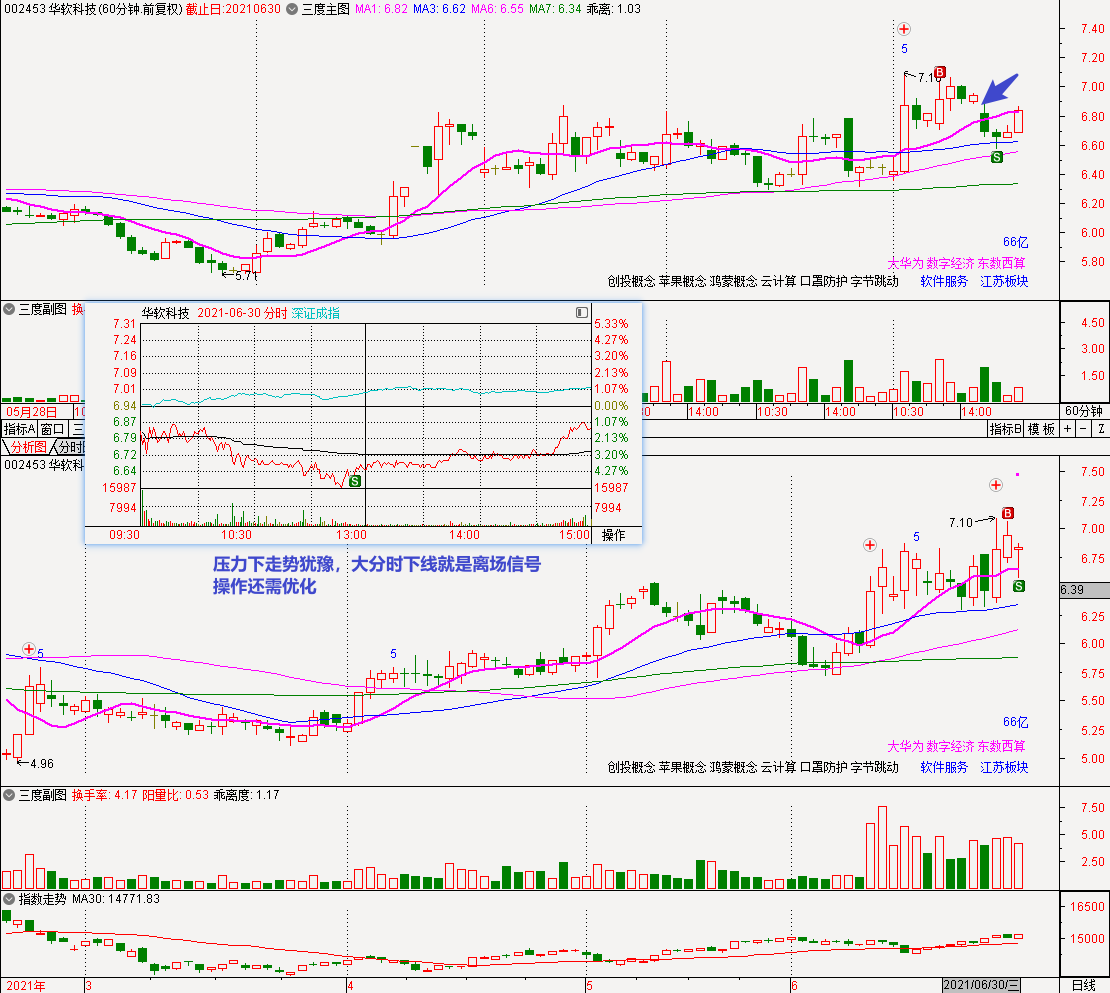 002453 华软科技(60分钟.前复权) 截止日:20210630 三度主图 MA1: 6.82 MA3: 6.62 MA6: 6.55 MA7: 6.34 乖离: 1.03
7.40
5
7.20
7.10
B
7.00
6.80
6.60
S
6.40
6.20
6.00
66亿
5.80
5.71
大华为 数字经济 东数西算
创投概念 苹果概念 鸿蒙概念 云计算 口罩防护 字节跳动 软件服务 江苏板块
三度副图 换
4.50
3.00
1.50
05月28日
14:00 10:30 14:00 10:30 14:00 60分钟
指标A 窗口 三
指标B 模板 + - Z
分析图 分时
华软科技 2021-06-30 分时 深证成指
7.31 5.33%
7.24 4.27%
7.16 3.20%
7.09 2.13%
7.01 1.07%
6.94 0.00%
6.87 1.07%
6.79 2.13%
6.72 3.20%
6.64 4.27%
S
15987 15987
7994 7994
09:30 10:30 13:00 14:00 15:00 操作
压力下走势犹豫，大分时下线就是离场信号
操作还需优化
002453 华软科
7.50
7.25
7.10
B
7.00
5
6.75
S
6.39
6.25
6.00
5
5
5.75
5.50
5.25
5.00
4.96
66亿
大华为 数字经济 东数西算
创投概念 苹果概念 鸿蒙概念 云计算 口罩防护 字节跳动 软件服务 江苏板块
三度副图 换手率: 4.17 阳量比: 0.53 乖离度: 1.17
7.50
5.00
2.50
指数走势 MA30: 14771.83
16500
15000
2021年 3 4 5 6 2021/06/30/三 日线